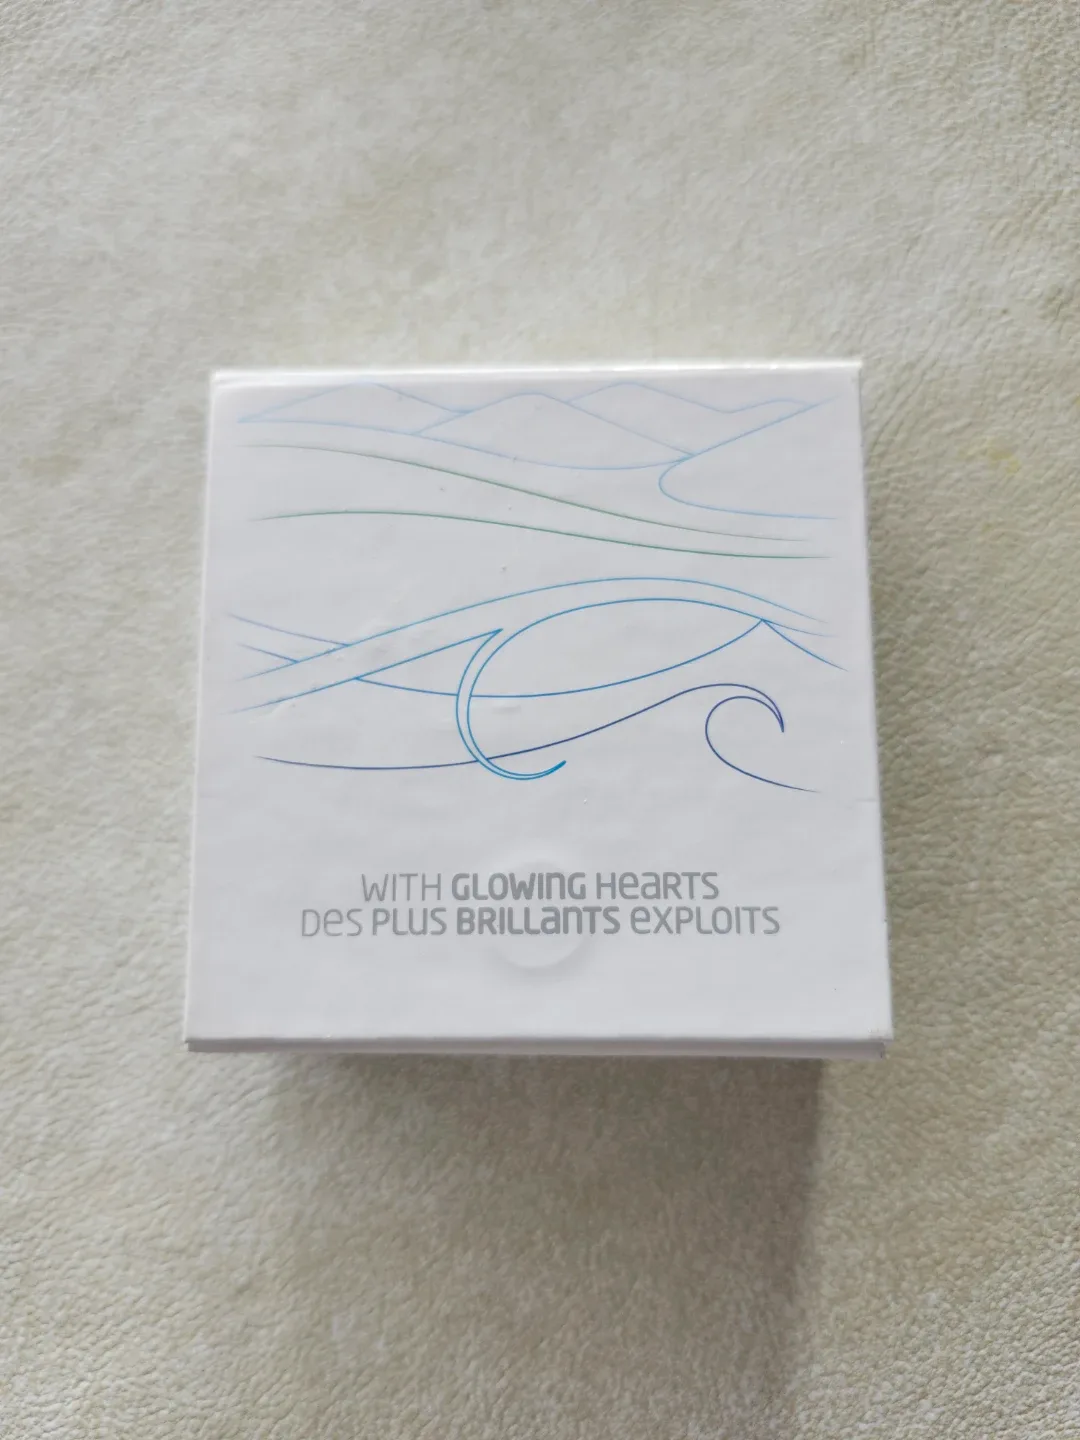 WITH GLOWING HeaRTS
Des PLUS BRILLaNTS eXPLOITS